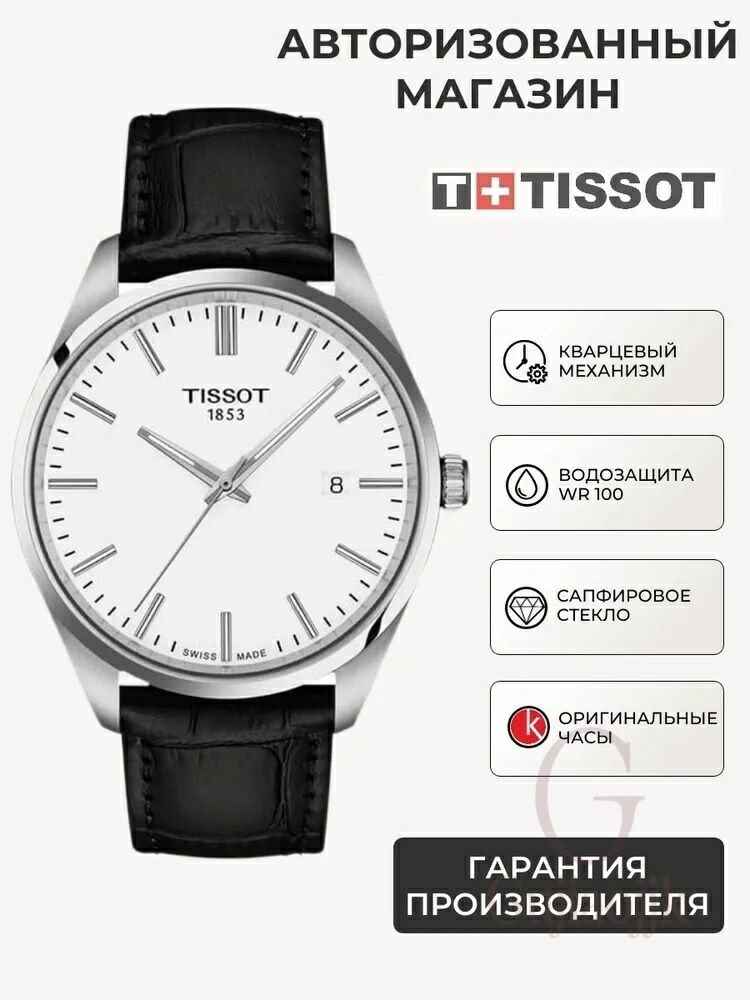 АВТОРИЗОВАННЫЙ
МАГАЗИН
T+ TISSOT
TISSOT
1853
8
SWISS MADE
КВАРЦЕВЫЙ
МЕХАНИЗМ
ВОДОЗАЩИТА
WR 100
САПФИРОВОЕ
СТЕКЛО
k
ОРИГИНАЛЬНЫЕ
ЧАСЫ
G
ГАРАНТИЯ
ПРОИЗВОДИТЕЛЯ